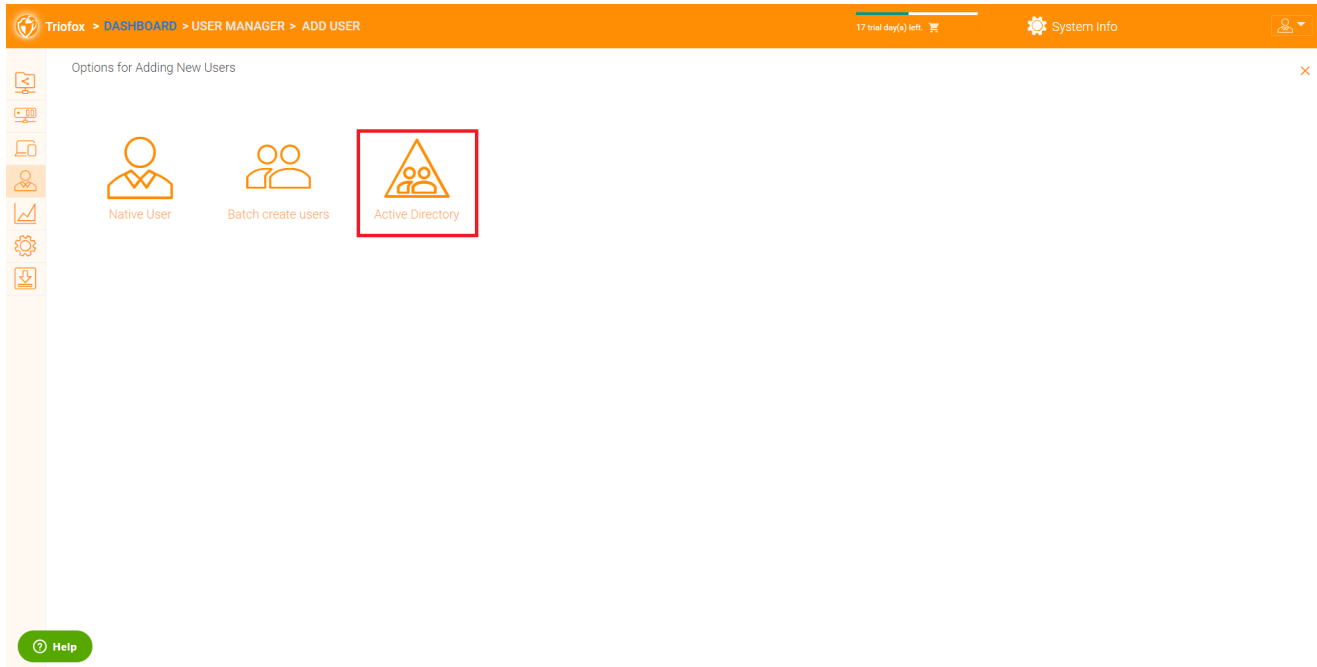 Triofox > DASHBOARD > USER MANAGER > ADD USER
17 trial day(s) left.
System Info
Options for Adding New Users
Native User
Batch create users
Active Directory
Help